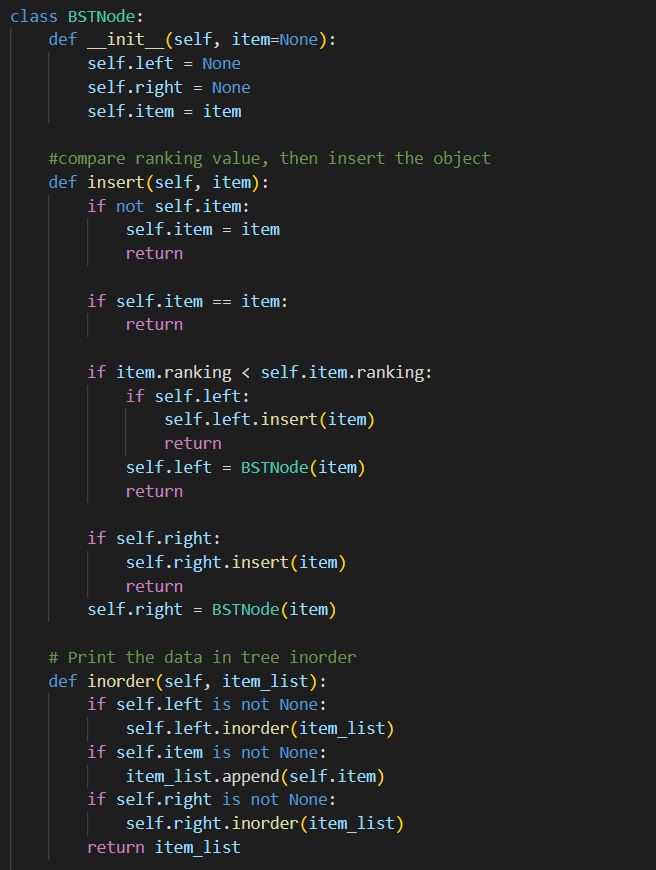 class BSTNode:
    def __init__(self, item=None):
        self.left = None
        self.right = None
        self.item = item

    #compare ranking value, then insert the object
    def insert(self, item):
        if not self.item:
            self.item = item
            return

        if self.item == item:
            return

        if item.ranking < self.item.ranking:
            if self.left:
                self.left.insert(item)
                return
            self.left = BSTNode(item)
            return

        if self.right:
            self.right.insert(item)
            return
        self.right = BSTNode(item)

    # Print the data in tree inorder
    def inorder(self, item_list):
        if self.left is not None:
            self.left.inorder(item_list)
        if self.item is not None:
            item_list.append(self.item)
        if self.right is not None:
            self.right.inorder(item_list)
        return item_list